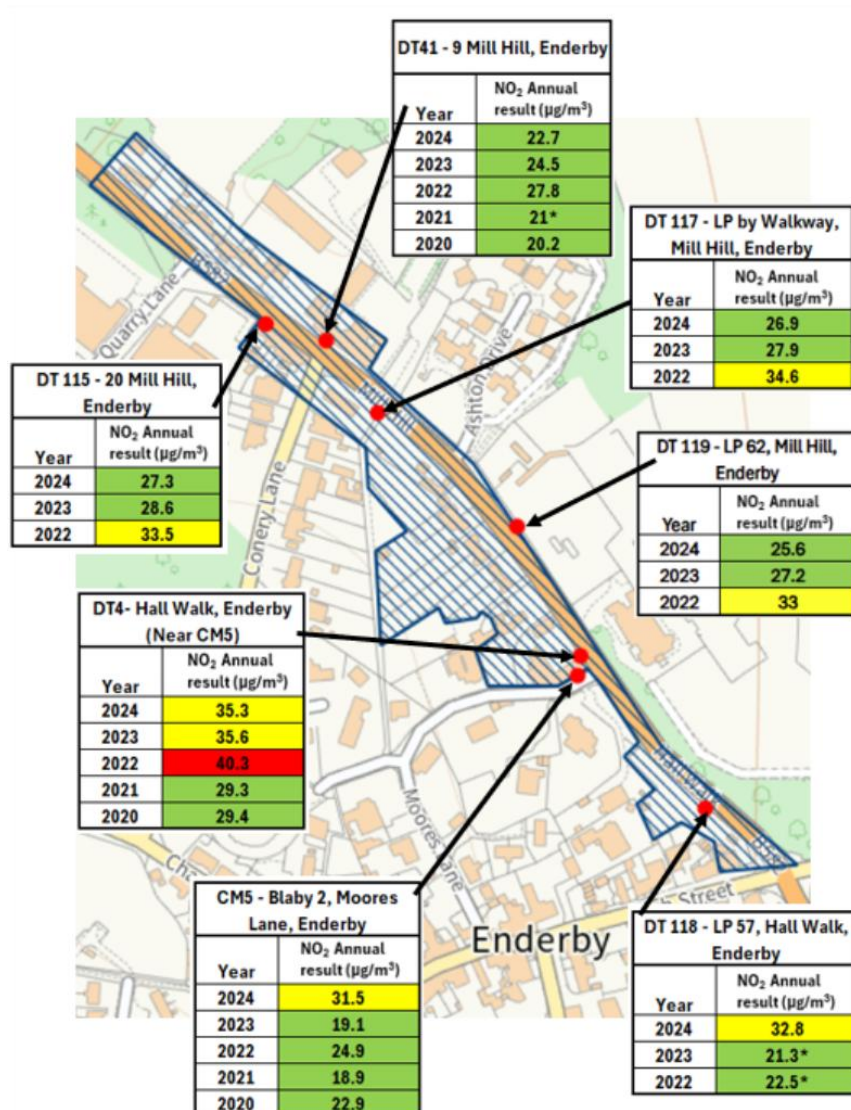 DT41 - 9 Mill Hill, Enderby
Year NO₂ Annual result (µg/m³)
2024 22.7
2023 24.5
2022 27.8
2021 21*
2020 20.2
DT 117 - LP by Walkway,
Mill Hill, Enderby
Year NO₂ Annual result (µg/m³)
2024 26.9
2023 27.9
2022 34.6
DT 115 - 20 Mill Hill,
Enderby
Year NO₂ Annual result (µg/m³)
2024 27.3
2023 28.6
2022 33.5
DT 119 - LP 62, Mill Hill,
Enderby
Year NO₂ Annual result (µg/m³)
2024 25.6
2023 27.2
2022 33
DT4- Hall Walk, Enderby
(Near CM5)
Year NO₂ Annual result (µg/m³)
2024 35.3
2023 35.6
2022 40.3
2021 29.3
2020 29.4
CM5 - Blaby 2, Moores
Lane, Enderby
Year NO₂ Annual result (µg/m³)
2024 31.5
2023 19.1
2022 24.9
2021 18.9
2020 22.9
DT 118 - LP 57, Hall Walk,
Enderby
Year NO₂ Annual result (µg/m³)
2024 32.8
2023 21.3*
2022 22.5*
B582
Quarry Lane
Mill Hill
Ashton Drive
Conery Lane
Moores Lane
Hall Walk
Street
Enderby